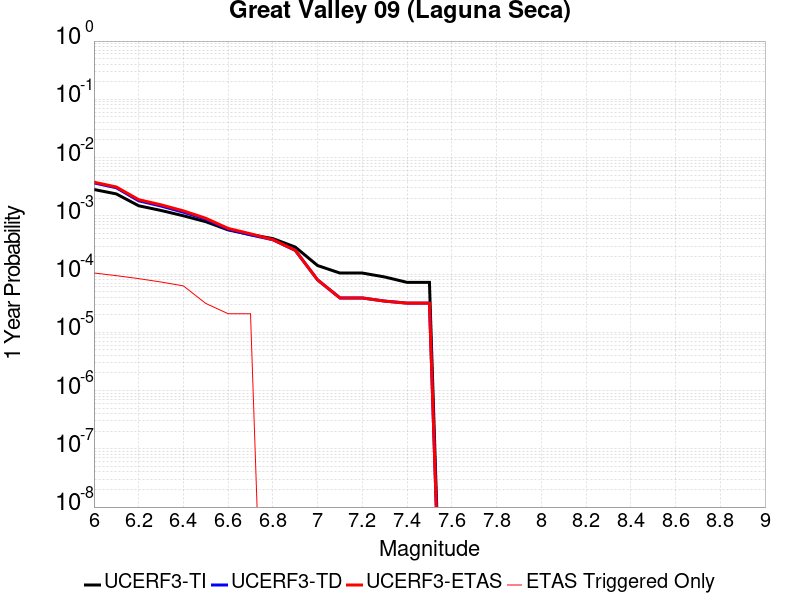 Great Valley 09 (Laguna Seca)
1 Year Probability
10^0
10^-1
10^-2
10^-3
10^-4
10^-5
10^-6
10^-7
10^-8
6 6.2 6.4 6.6 6.8 7 7.2 7.4 7.6 7.8 8 8.2 8.4 8.6 8.8 9
Magnitude
UCERF3-TI UCERF3-TD UCERF3-ETAS ETAS Triggered Only